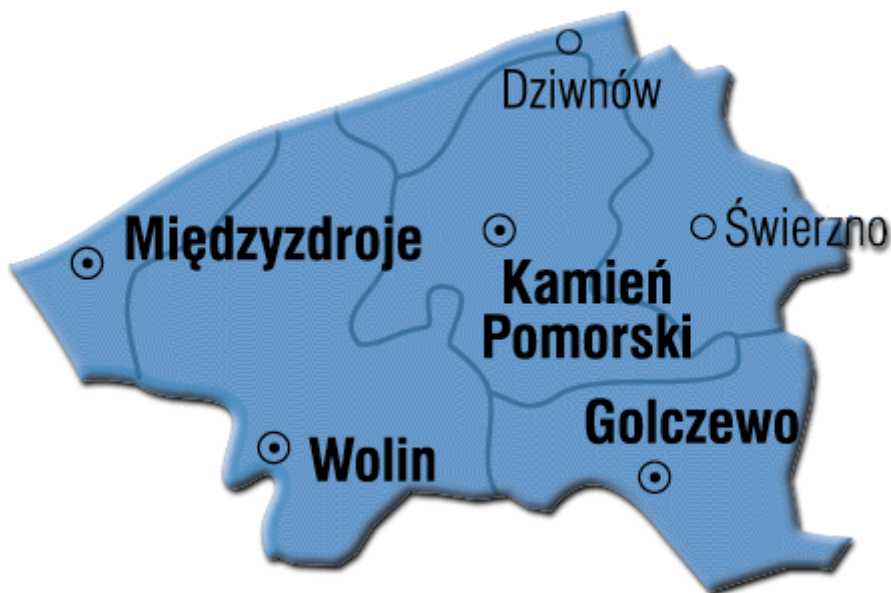 Dziwnów
Międzyzdroje
Świerzno
Kamień
Pomorski
Golczewo
Wolin